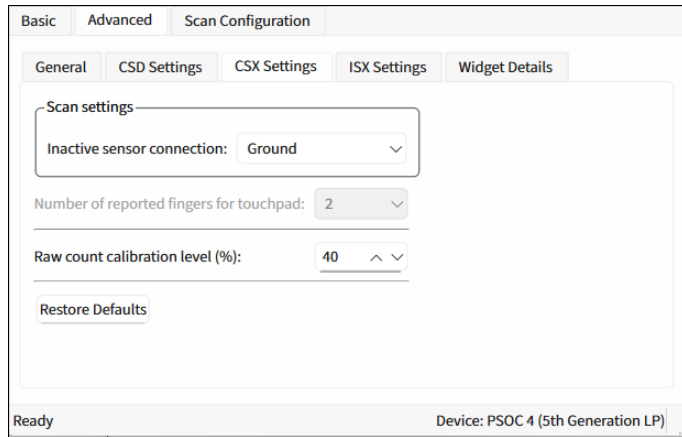 Basic Advanced Scan Configuration
General CSD Settings CSX Settings ISX Settings Widget Details
Scan settings
Inactive sensor connection: Ground
Number of reported fingers for touchpad: 2
Raw count calibration level (%): 40
Restore Defaults
Ready Device: PSOC 4 (5th Generation LP)